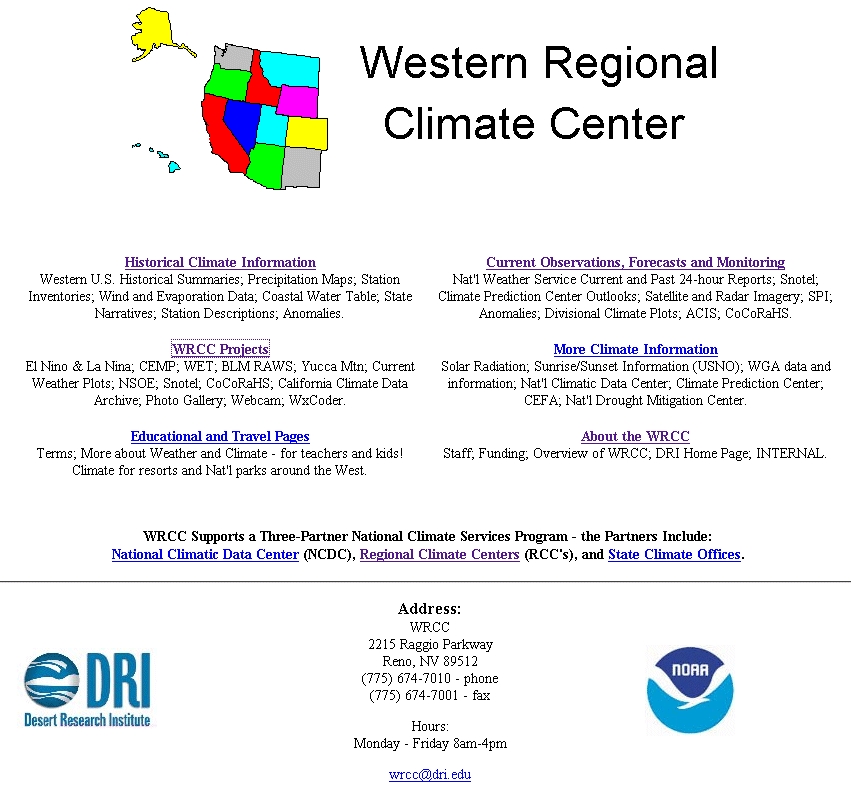 Western Regional
Climate Center
Historical Climate Information
Western U.S. Historical Summaries; Precipitation Maps; Station
Inventories; Wind and Evaporation Data; Coastal Water Table; State
Narratives; Station Descriptions; Anomalies.
Current Observations, Forecasts and Monitoring
Nat'l Weather Service Current and Past 24-hour Reports; Snotel;
Climate Prediction Center Outlooks; Satellite and Radar Imagery; SPI;
Anomalies; Divisional Climate Plots; ACIS; CoCoRaHS.
WRCC Projects
El Nino & La Nina; CEMP; WET; BLM RAWS; Yucca Mtn; Current
Weather Plots; NSOE; Snotel; CoCoRaHS; California Climate Data
Archive; Photo Gallery; Webcam; WxCoder.
More Climate Information
Solar Radiation; Sunrise/Sunset Information (USNO); WGA data and
information; Nat'l Climatic Data Center; Climate Prediction Center;
CEFA; Nat'l Drought Mitigation Center.
Educational and Travel Pages
Terms; More about Weather and Climate - for teachers and kids!
Climate for resorts and Nat'l parks around the West.
About the WRCC
Staff; Funding; Overview of WRCC; DRI Home Page; INTERNAL.
WRCC Supports a Three-Partner National Climate Services Program - the Partners Include:
National Climatic Data Center (NCDC), Regional Climate Centers (RCC's), and State Climate Offices.
Address:
WRCC
2215 Raggio Parkway
Reno, NV 89512
(775) 674-7010 - phone
(775) 674-7001 - fax
Hours:
Monday - Friday 8am-4pm
wrcc@dri.edu
DRI
Desert Research Institute
NOAA